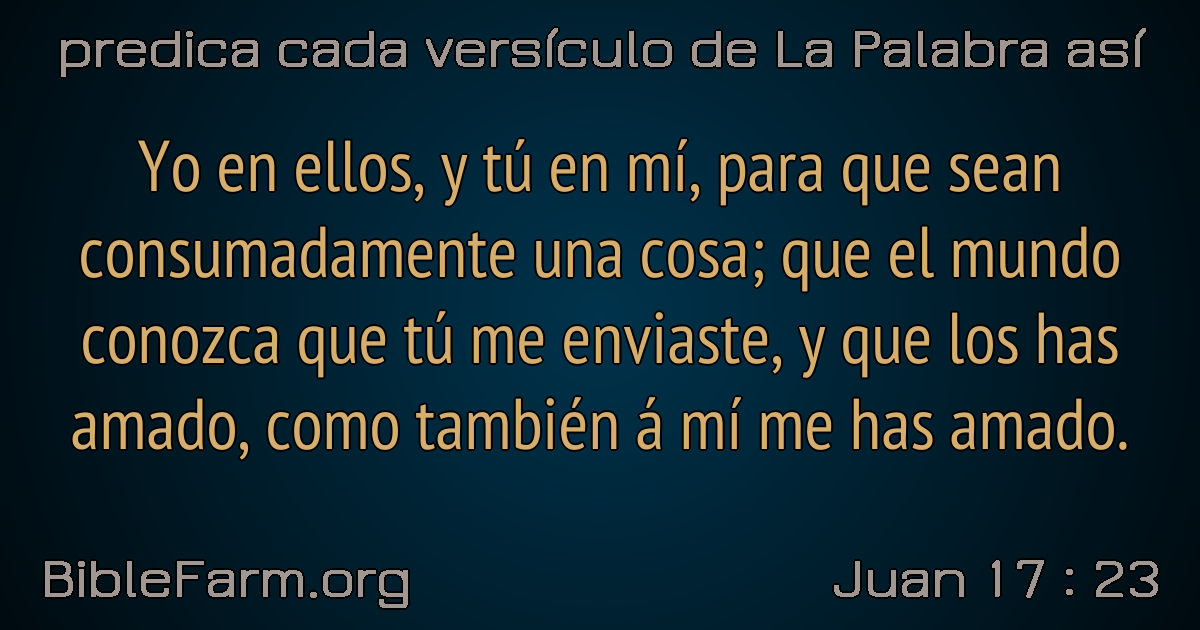 predica cada versículo de La Palabra así
Yo en ellos, y tú en mí, para que sean
consumadamente una cosa; que el mundo
conozca que tú me enviaste, y que los has
amado, como también á mí me has amado.
BibleFarm.org
Juan 17 : 23